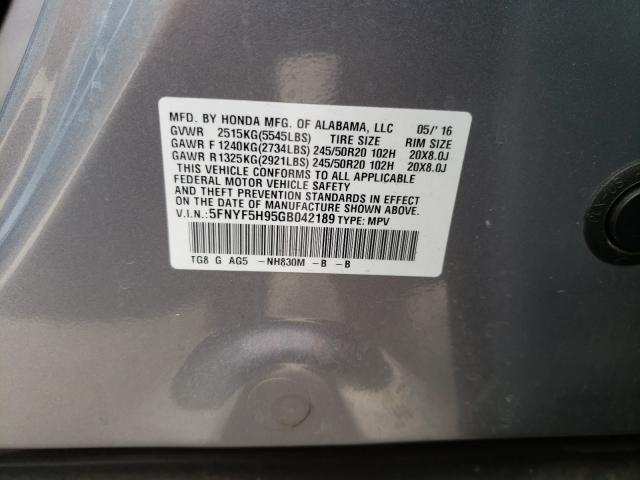 MFD. BY HONDA MFG. OF ALABAMA, LLC 05/' 16
GVWR 2515KG(5545LBS) TIRE SIZE RIM SIZE
GAWR F 1240KG(2734LBS) 245/50R20 102H 20X8.0J
GAWR R 1325KG(2921LBS) 245/50R20 102H 20X8.0J
THIS VEHICLE CONFORMS TO ALL APPLICABLE
FEDERAL MOTOR VEHICLE SAFETY
AND THEFT PREVENTION STANDARDS IN EFFECT
ON THE DATE OF MANUFACTURE SHOWN ABOVE.
V.I.N.:5FNYF5H95GB042189 TYPE: MPV
TG8 G AG5 -NH830M -B -B